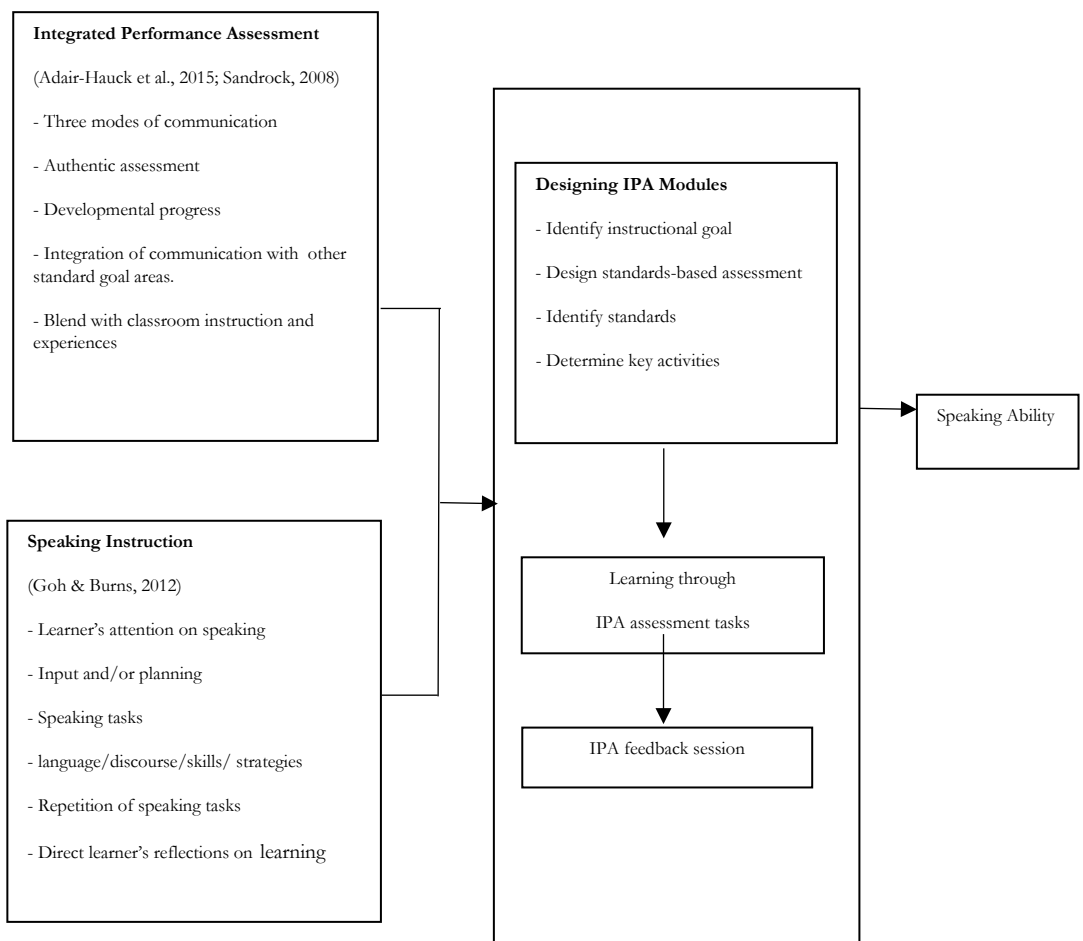 Integrated Performance Assessment
(Adair-Hauck et al., 2015; Sandrock, 2008)
- Three modes of communication
- Authentic assessment
- Developmental progress
- Integration of communication with other
standard goal areas.
- Blend with classroom instruction and
experiences
Speaking Instruction
(Goh & Burns, 2012)
- Learner's attention on speaking
- Input and/or planning
- Speaking tasks
- language/discourse/skills/ strategies
- Repetition of speaking tasks
- Direct learner's reflections on learning
Designing IPA Modules
- Identify instructional goal
- Design standards-based assessment
- Identify standards
- Determine key activities
Learning through
IPA assessment tasks
IPA feedback session
Speaking Ability